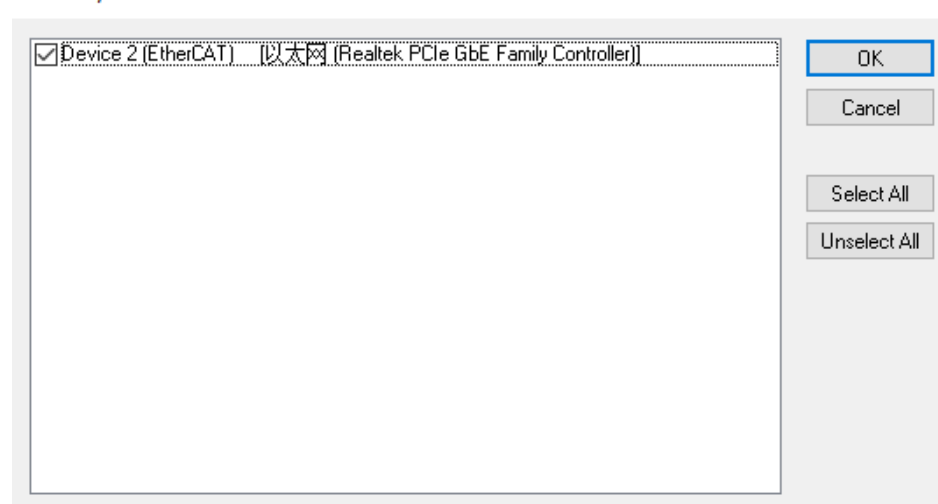 Device 2 (EtherCAT) [以太网 (Realtek PCIe GbE Family Controller)]
OK
Cancel
Select All
Unselect All